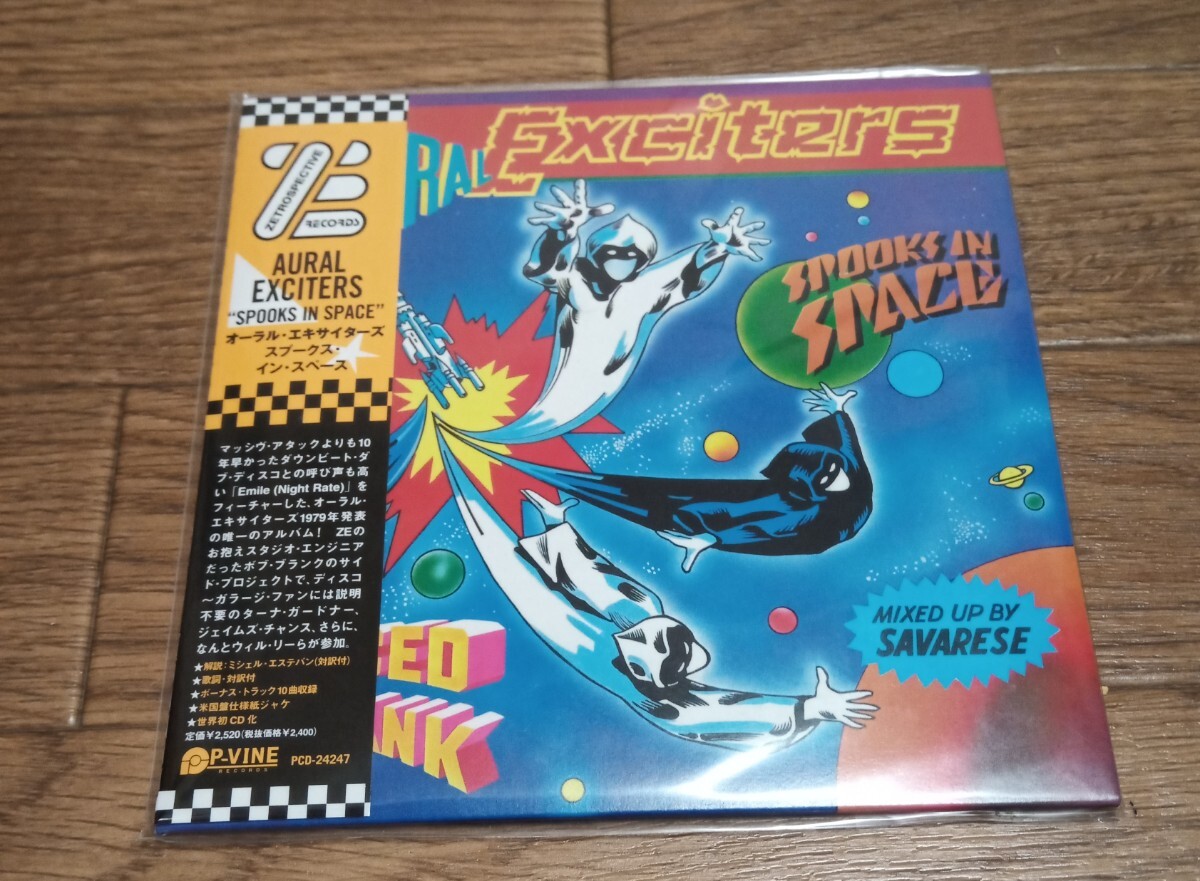 ZETROSPECTIVE
RECORDS
AURAL
EXCITERS
"SPOOKS IN SPACE"
オーラル・エキサイターズ
スプークス・
イン・スペース
マッシヴ・アタックよりも10
年早かったダウンビート・ダ
ブ・ディスコとの呼び声も高
い「Emile (Night Rate)」を
フィーチャーした、オーラル・
エキサイターズ1979年発表
の唯一のアルバム! ZEの
お抱えスタジオ・エンジニア
だったボブ・ブランクのサイ
ド・プロジェクトで、ディスコ
〜ガラージ・ファンには説明
不要のターナ・ガードナー、
ジェイムズ・チャンス、さらに、
なんとウィル・リーらが参加。
★解説:ミシェル・エステバン(対訳付)
★歌詞・対訳付
★ボーナス・トラック10曲収録
★米国盤仕様紙ジャケ
★世界初CD化
定価¥2,520(税抜価格¥2,400)
P-VINE
RECORDS
PCD-24247
RAL
Exciters
SPOOKS IN
SPACE
MIXED UP BY
SAVARESE
ED
ANK